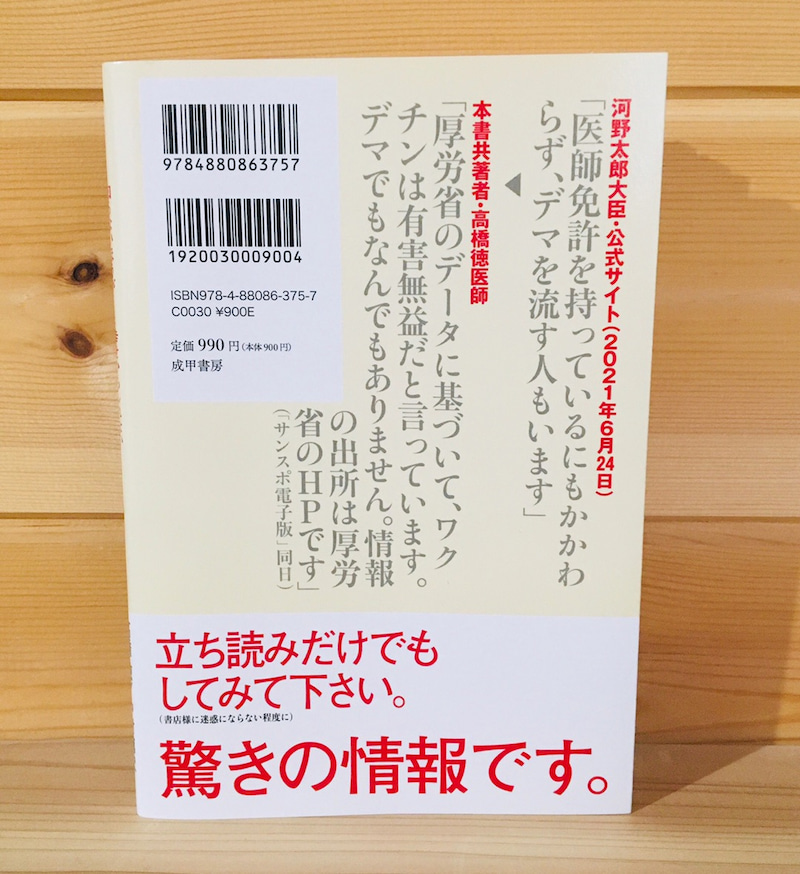 河野太郎大臣・公式サイト(2021年6月24日)
「医師免許を持っているにもかかわ
らず、デマを流す人もいます」
◀
本書共著者・高橋徳医師
「厚労省のデータに基づいて、ワク
チンは有害無益だと言っています。
デマでもなんでもありません。情報
の出所は厚労
省のHPです」
(「サンスポ電子版」同日)
9784880863757
1920030009004
ISBN978-4-88086-375-7
C0030 ¥900E
定価 990円(本体900円)
成甲書房
立ち読みだけでも
してみて下さい。
(書店様に迷惑にならない程度に)
驚きの情報です。